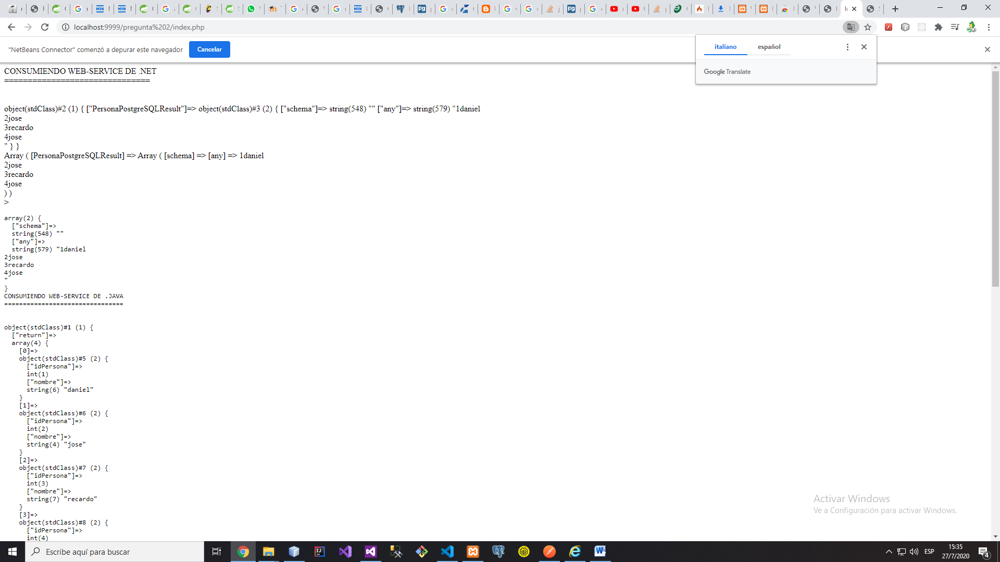 localhost:9999/pregunta%202/index.php
"NetBeans Connector" comenzó a depurar este navegador
Cancelar
italiano
español
Google Translate
CONSUMIENDO WEB-SERVICE DE .NET
===============================
object(stdClass)#2 (1) { ["PersonaPostgreSQLResult"]=> object(stdClass)#3 (2) { ["schema"]=> string(548) "" ["any"]=> string(579) "1daniel
2jose
3recardo
4jose
" } }
Array ( [PersonaPostgreSQLResult] => Array ( [schema] => [any] => 1daniel
2jose
3recardo
4jose
) )
>
array(2) {
["schema"]=>
string(548) ""
["any"]=>
string(579) "1daniel
2jose
3recardo
4jose
"
}
CONSUMIENDO WEB-SERVICE DE .JAVA
================================
object(stdClass)#1 (1) {
["return"]=>
array(4) {
[0]=>
object(stdClass)#5 (2) {
["idPersona"]=>
int(1)
["nombre"]=>
string(6) "daniel"
}
[1]=>
object(stdClass)#6 (2) {
["idPersona"]=>
int(2)
["nombre"]=>
string(4) "jose"
}
[2]=>
object(stdClass)#7 (2) {
["idPersona"]=>
int(3)
["nombre"]=>
string(7) "recardo"
}
[3]=>
object(stdClass)#8 (2) {
["idPersona"]=>
int(4)
Activar Windows
Ve a Configuración para activar Windows.
Escribe aquí para buscar
ESP
15:35
27/7/2020
4